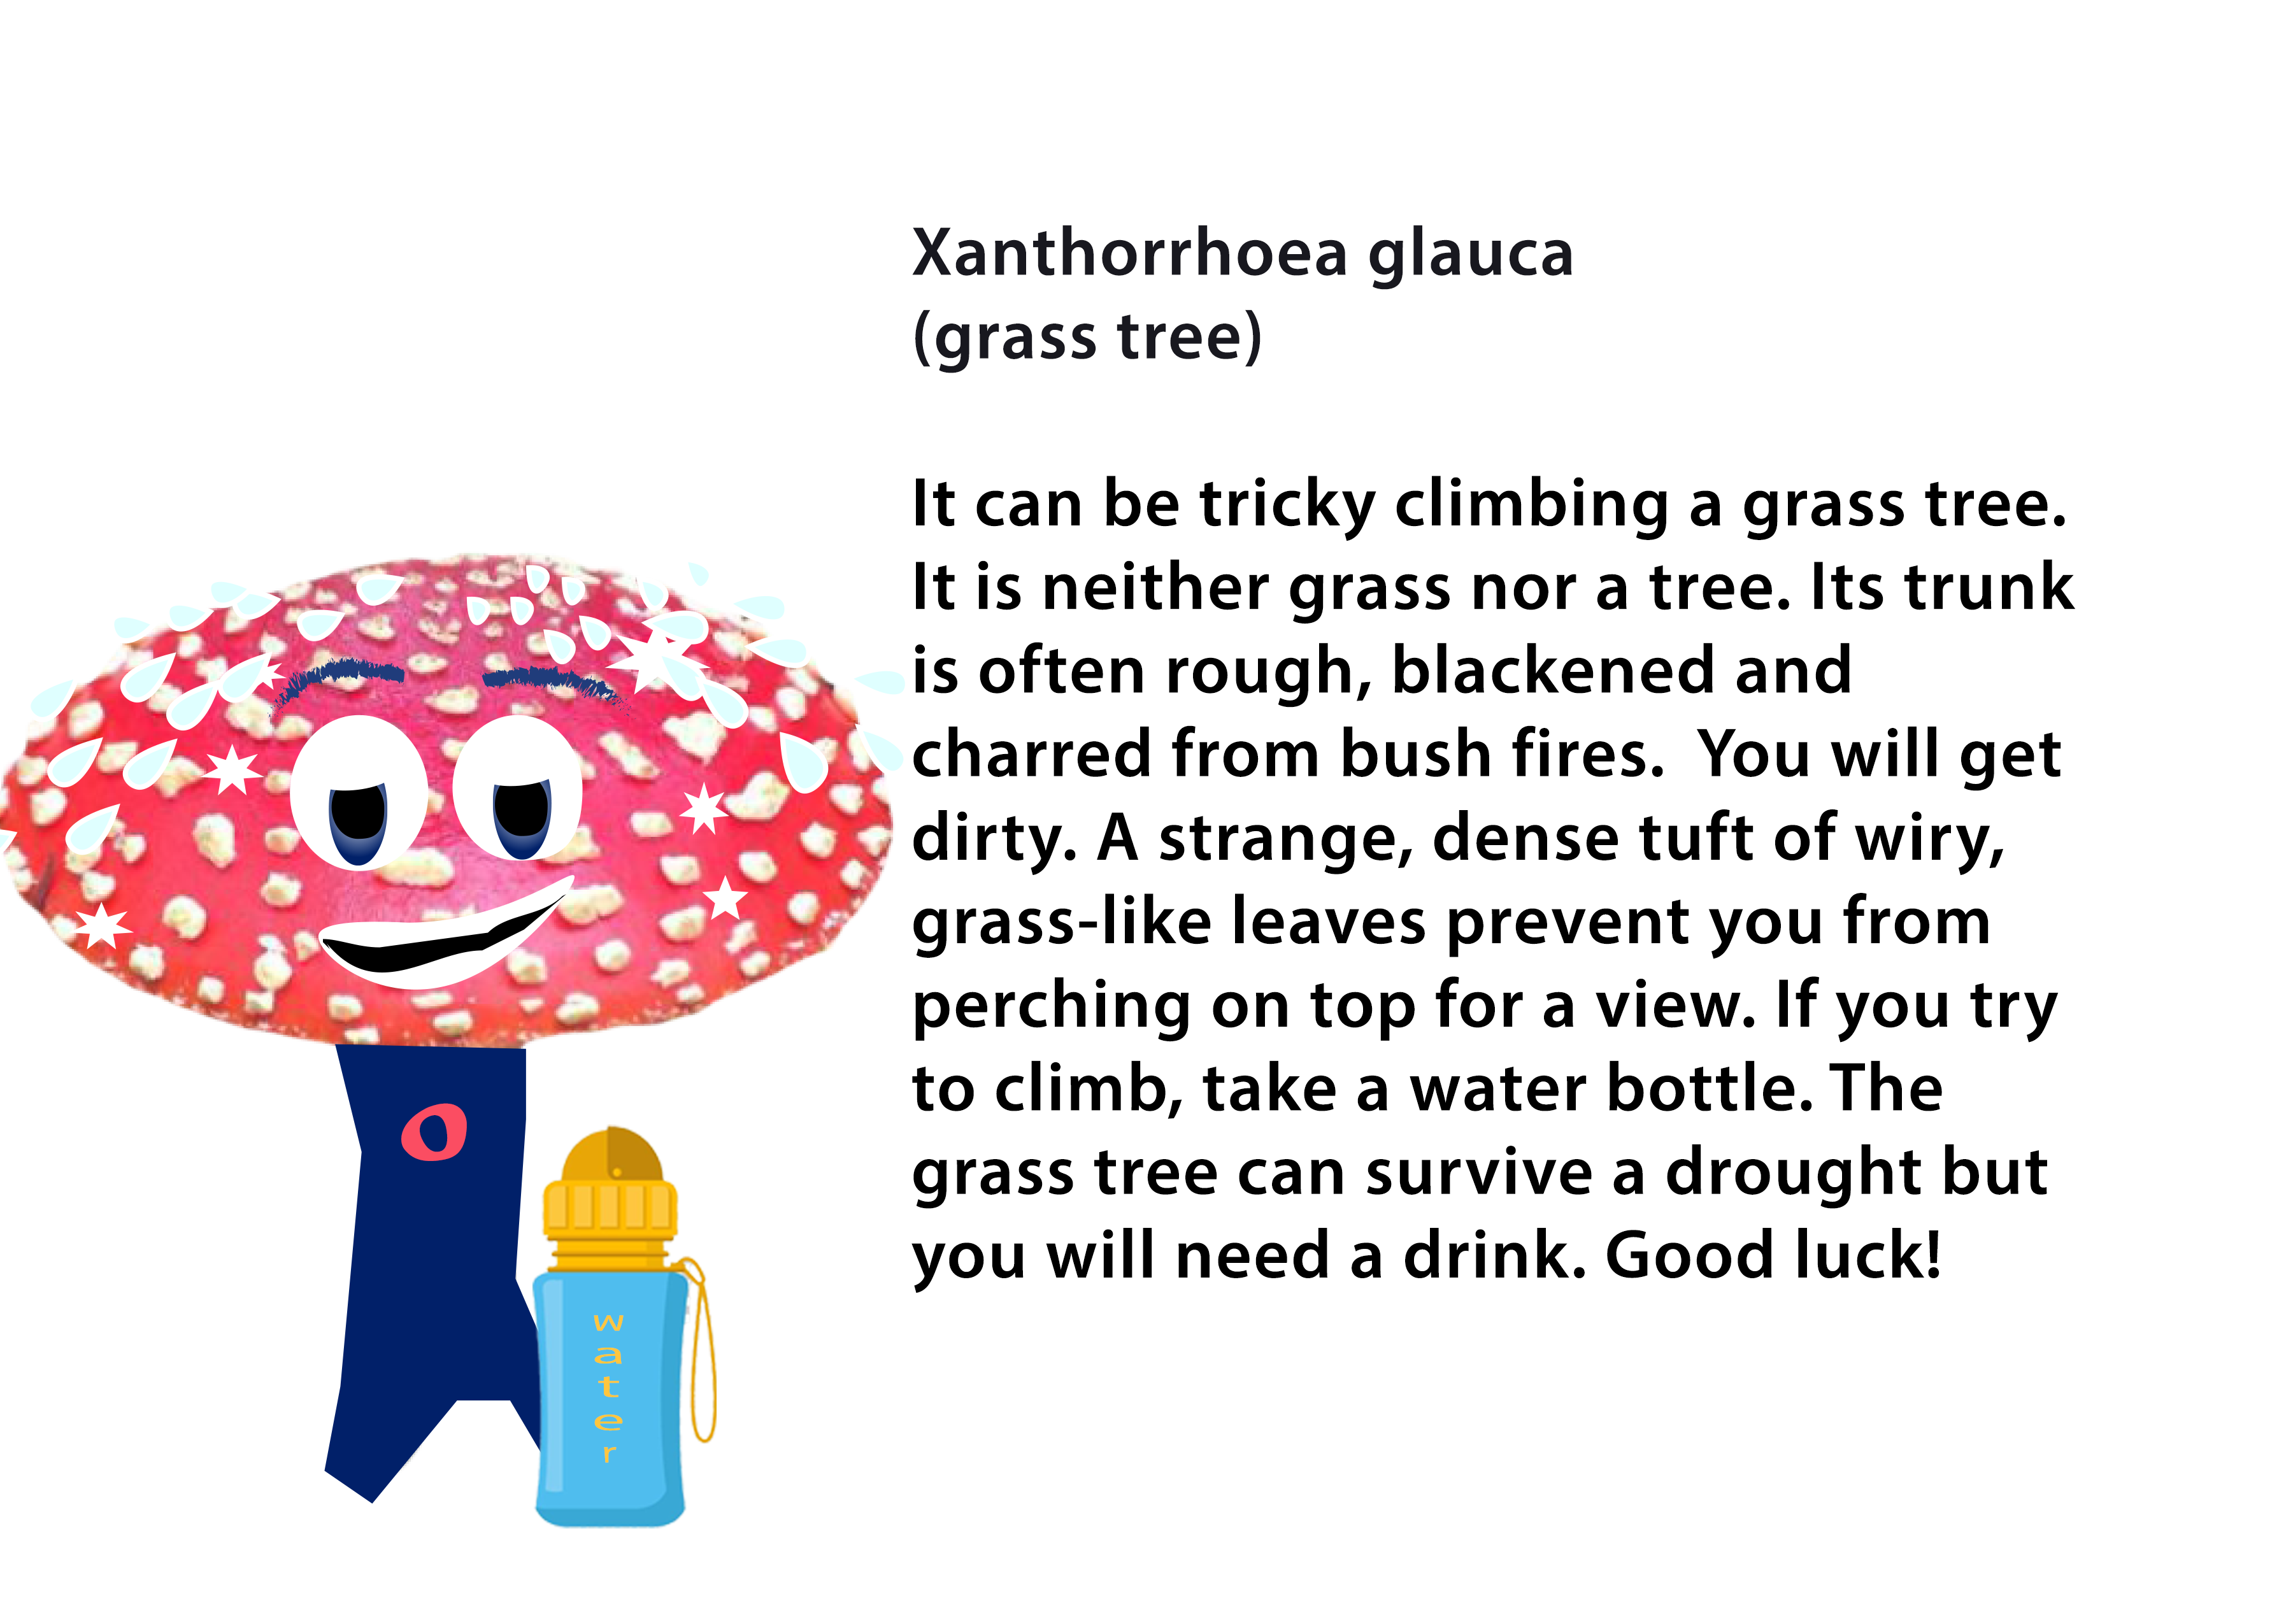 Xanthorrhoea glauca
(grass tree)
It can be tricky climbing a grass tree.
It is neither grass nor a tree. Its trunk
is often rough, blackened and
charred from bush fires.  You will get
dirty. A strange, dense tuft of wiry,
grass-like leaves prevent you from
perching on top for a view. If you try
to climb, take a water bottle. The
grass tree can survive a drought but
you will need a drink. Good luck!
o
water